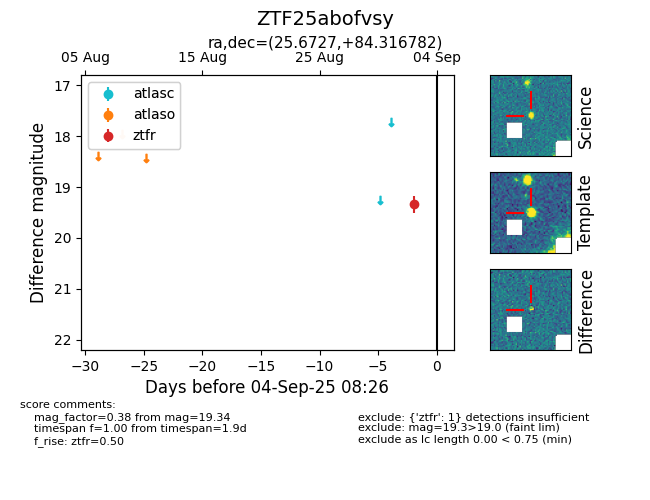 ZTF25abofvsy
ra,dec=(25.6727,+84.316782)
05 Aug 15 Aug 25 Aug 04 Sep
atlasc
atlaso
ztfr
17
18
19
20
21
22
Difference magnitude
−30 −25 −20 −15 −10 −5 0
Days before 04-Sep-25 08:26
Science
Template
Difference
score comments:
mag_factor=0.38 from mag=19.34
timespan f=1.00 from timespan=1.9d
f_rise: ztfr=0.50
exclude: {'ztfr': 1} detections insufficient
exclude: mag=19.3>19.0 (faint lim)
exclude as lc length 0.00 < 0.75 (min)